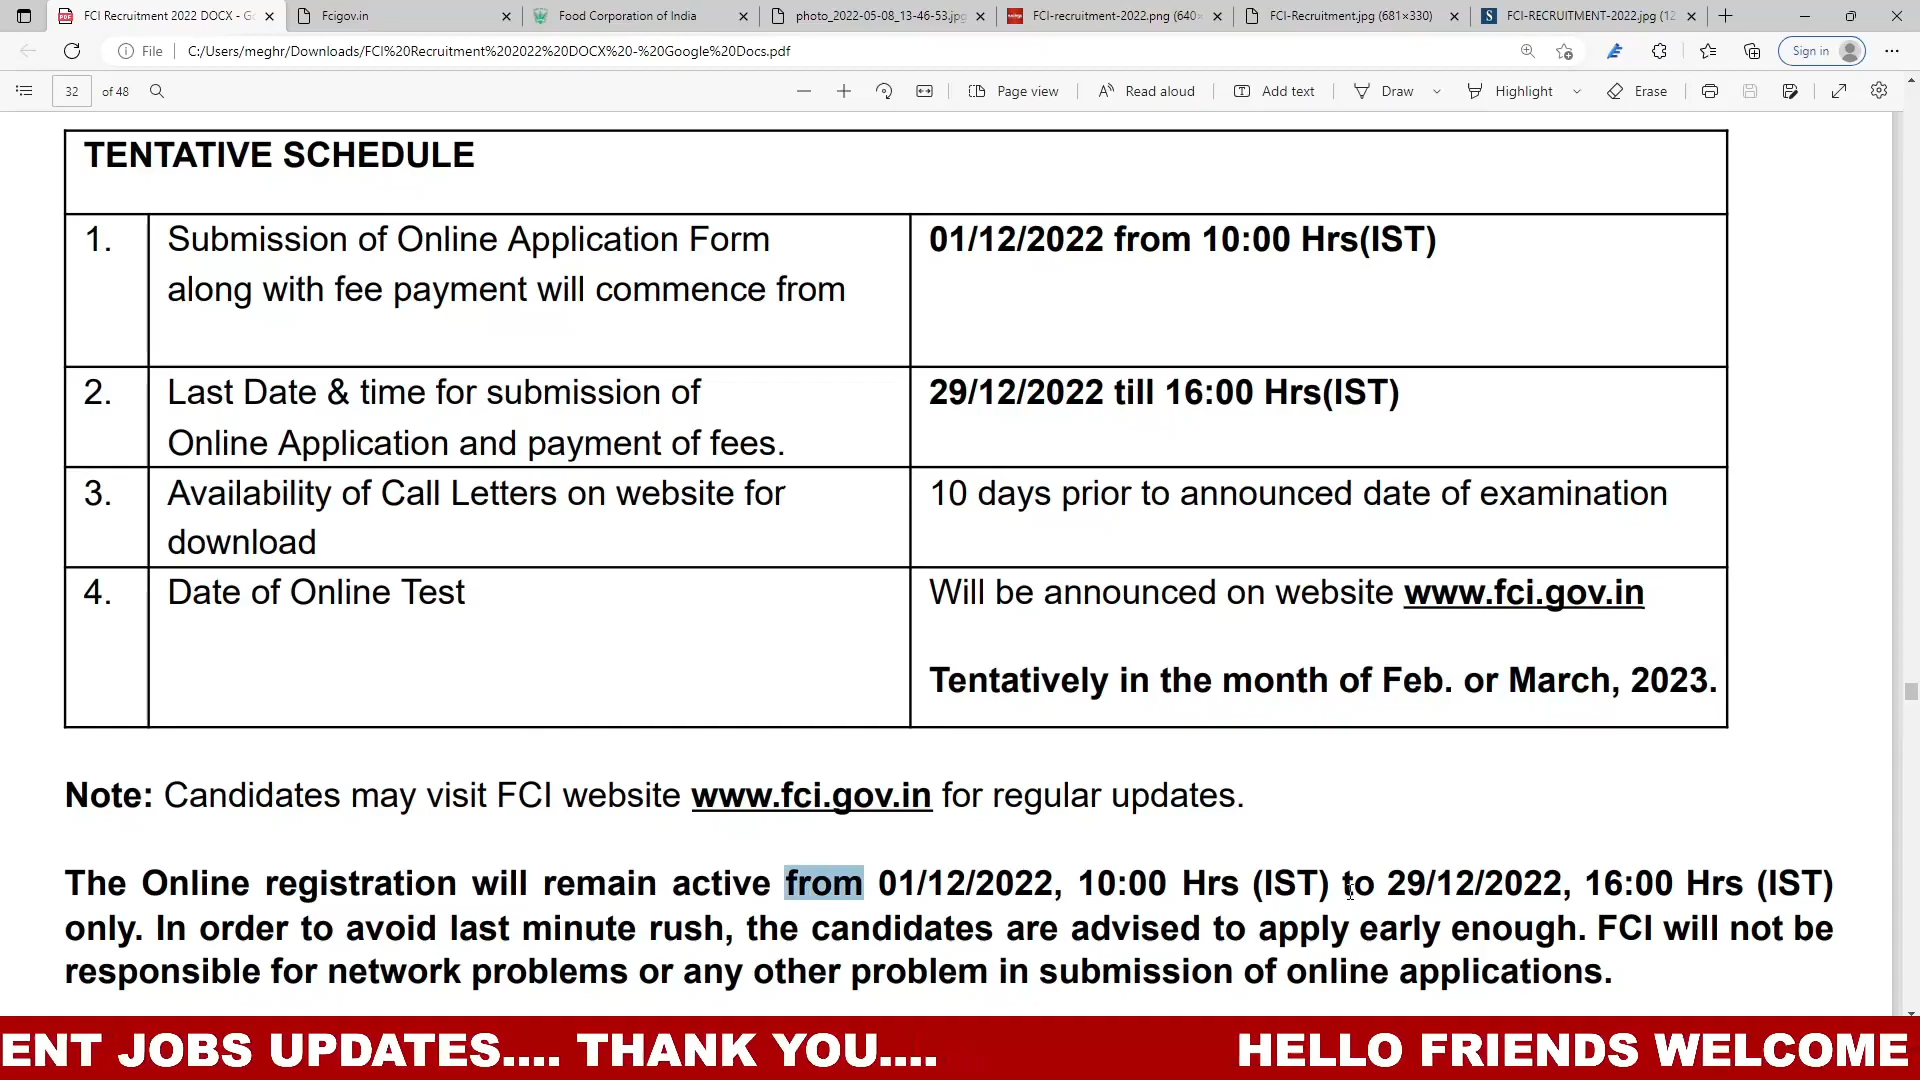 FCI Recruitment 2022 DOCX - Go
Fcigov.in
Food Corporation of India
photo_2022-05-08_13-46-53.jpg
FCI-recruitment-2022.png (640×
FCI-Recruitment.jpg (681×330)
FCI-RECRUITMENT-2022.jpg (12
File
C:/Users/meghr/Downloads/FCI%20Recruitment%202022%20DOCX%20-%20Google%20Docs.pdf
Sign in
32 of 48
Page view
Read aloud
Add text
Draw
Highlight
Erase
TENTATIVE SCHEDULE
1. Submission of Online Application Form 01/12/2022 from 10:00 Hrs(IST)
along with fee payment will commence from
2. Last Date & time for submission of 29/12/2022 till 16:00 Hrs(IST)
Online Application and payment of fees.
3. Availability of Call Letters on website for 10 days prior to announced date of examination
download
4. Date of Online Test Will be announced on website www.fci.gov.in
Tentatively in the month of Feb. or March, 2023.
Note: Candidates may visit FCI website www.fci.gov.in for regular updates.
The Online registration will remain active from 01/12/2022, 10:00 Hrs (IST) to 29/12/2022, 16:00 Hrs (IST)
only. In order to avoid last minute rush, the candidates are advised to apply early enough. FCI will not be
responsible for network problems or any other problem in submission of online applications.
ENT JOBS UPDATES.... THANK YOU.... HELLO FRIENDS WELCOME